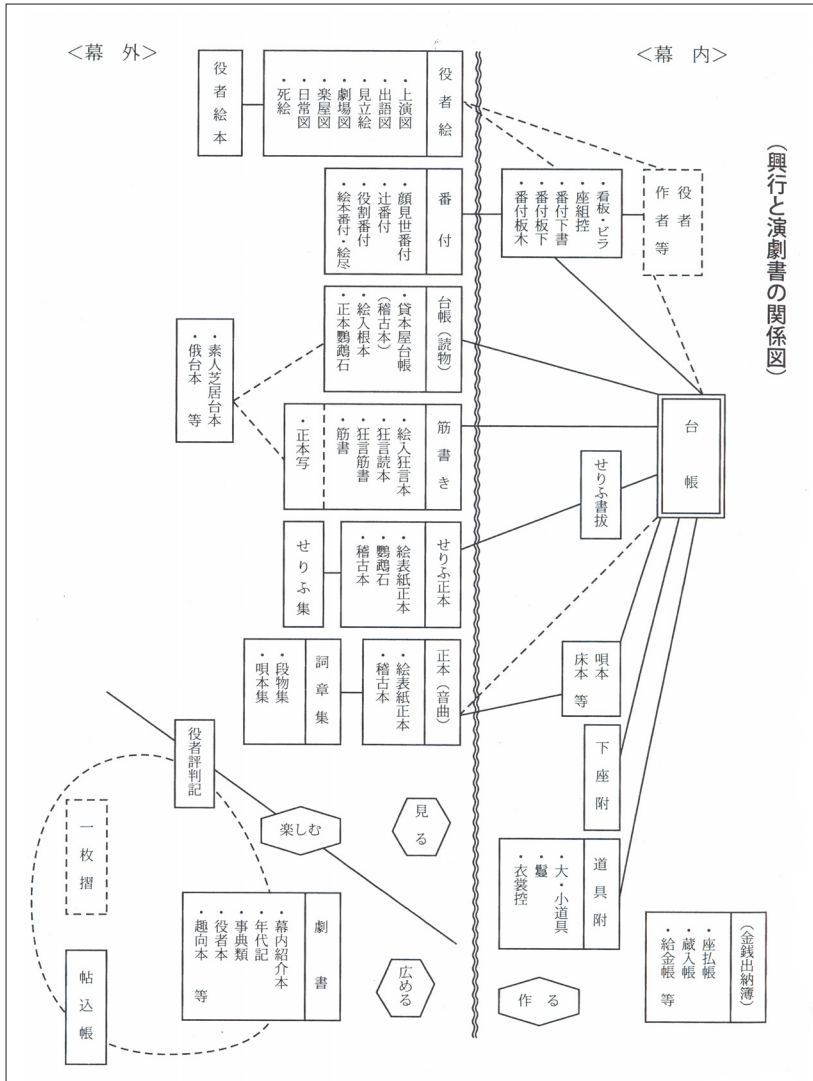 (興行と演劇書の関係図)
<幕 内>
役者
作者等
・看板・ビラ
・座組控
・番付下書
・番付板下
・番付板木
台帳
せりふ書抜
唄本
床本 等
下座附
道具附
・大・小道具
・鬘
・衣裳控
(金銭出納簿)
・座払帳
・蔵入帳
・給金帳 等
作る
<幕 外>
役者絵
・上演図
・出語図
・見立絵
・劇場図
・楽屋図
・日常図
・死絵
役者絵本
番付
・顔見世番付
・辻番付
・役割番付
・絵本番付・絵尽
台帳(読物)
・貸本屋台帳
(稽古本)
・絵入根本
・正本鸚鵡石
・素人芝居台本
・俄台本 等
筋書き
・絵入狂言本
・狂言読本
・狂言筋書
・筋書
・正本写
せりふ正本
・絵表紙正本
・鸚鵡石
・稽古本
せりふ集
正本(音曲)
・絵表紙正本
・稽古本
詞章集
・段物集
・唄本集
見る
楽しむ
役者評判記
広める
劇書
・幕内紹介本
・年代記
・事典類
・役者本
・趣向本 等
一枚摺
帖込帳